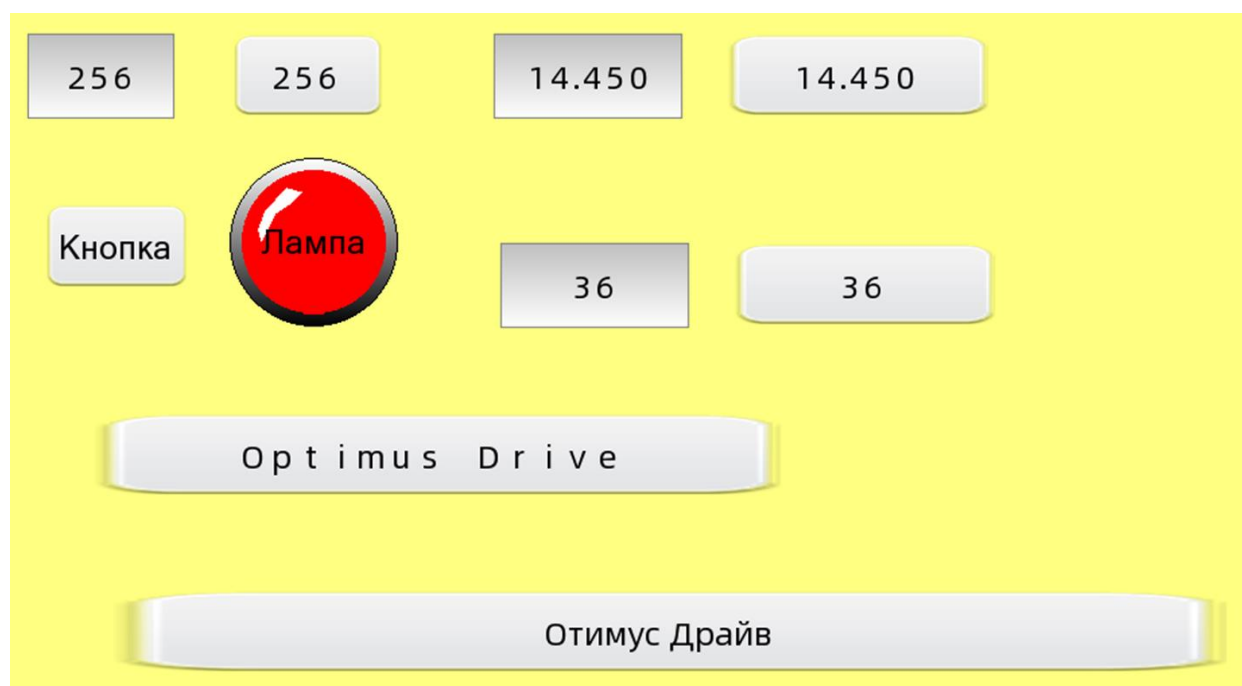 256 256 14.450 14.450
Кнопка Лампа
36 36
Optimus Drive
Отимус Драйв